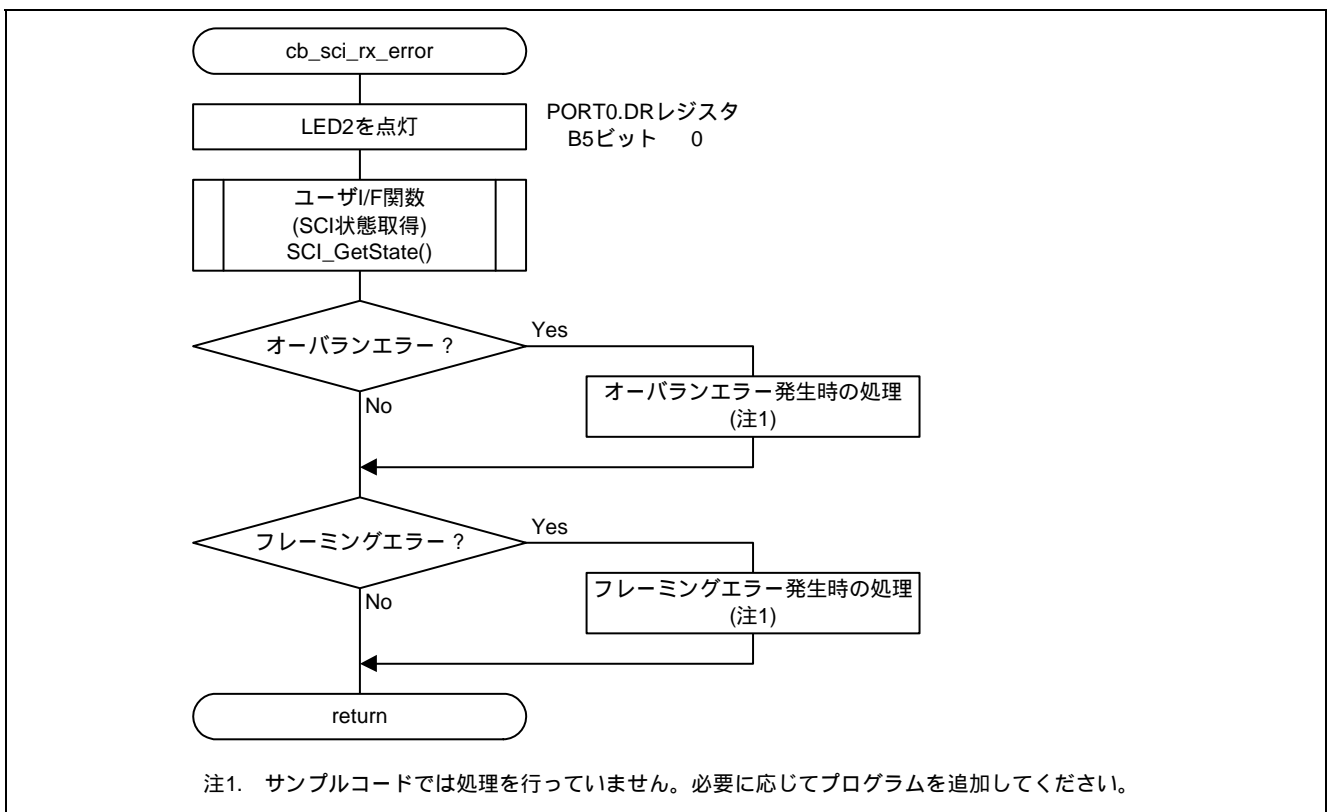 cb_sci_rx_error
LED2を点灯
PORT0.DRレジスタ
B5ビット 0
ユーザI/F関数
(SCI状態取得)
SCI_GetState()
オーバランエラー ?
Yes
オーバランエラー発生時の処理
(注1)
No
フレーミングエラー ?
Yes
フレーミングエラー発生時の処理
(注1)
No
return
注1. サンプルコードでは処理を行っていません。必要に応じてプログラムを追加してください。